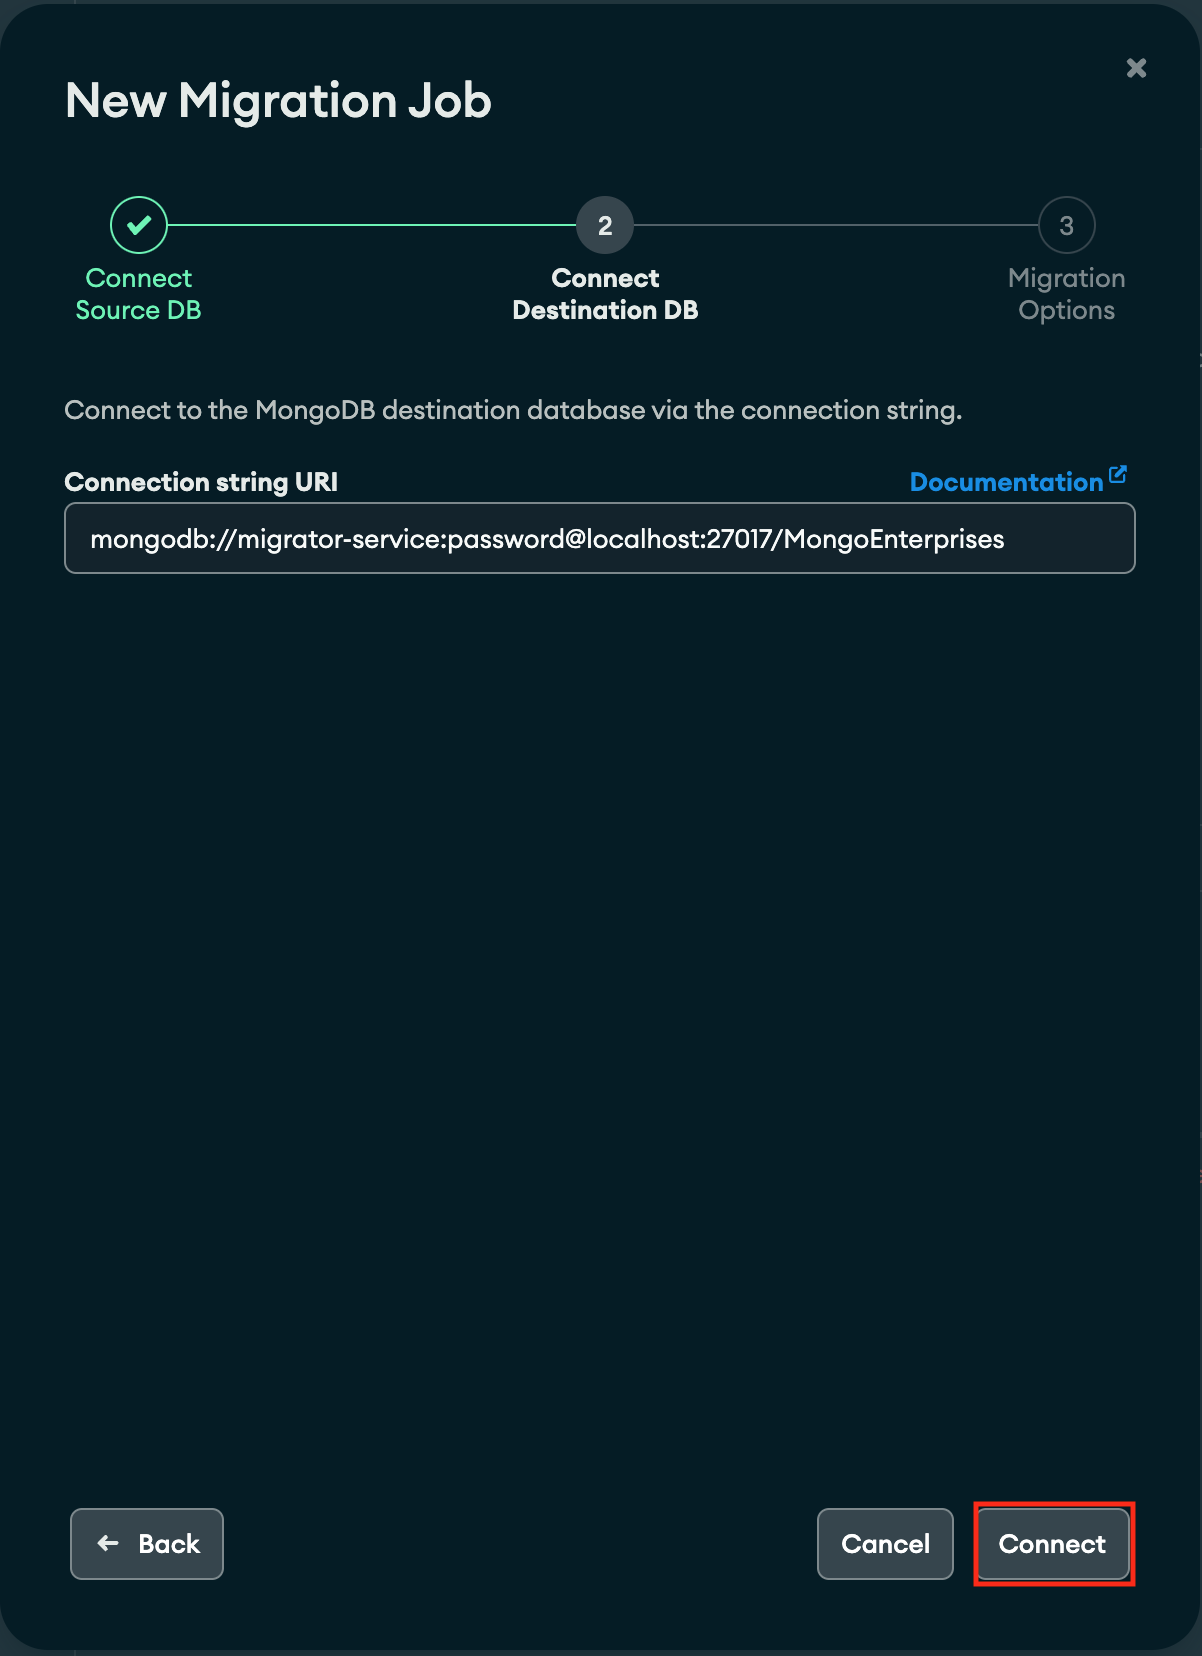 New Migration Job
2
3
Connect
Source DB
Connect
Destination DB
Migration
Options
Connect to the MongoDB destination database via the connection string.
Connection string URI
Documentation
mongodb://migrator-service:password@localhost:27017/MongoEnterprises
Back
Cancel
Connect